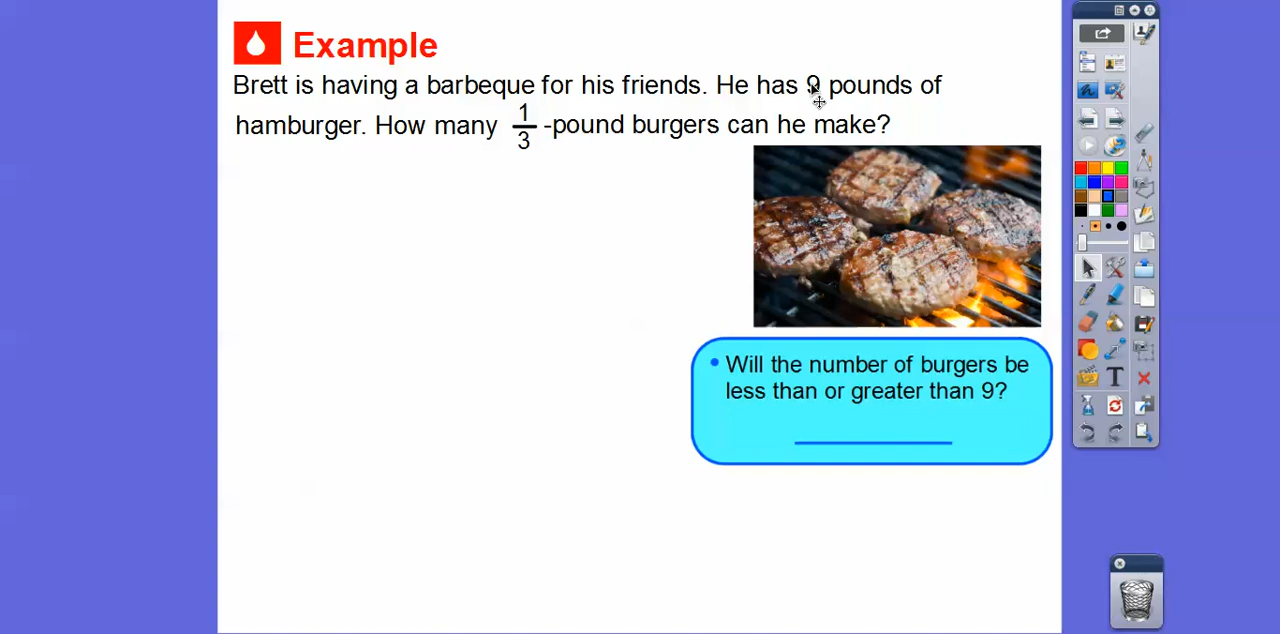 Example
Brett is having a barbeque for his friends. He has 9 pounds of
hamburger. How many 1/3 -pound burgers can he make?
• Will the number of burgers be
less than or greater than 9?